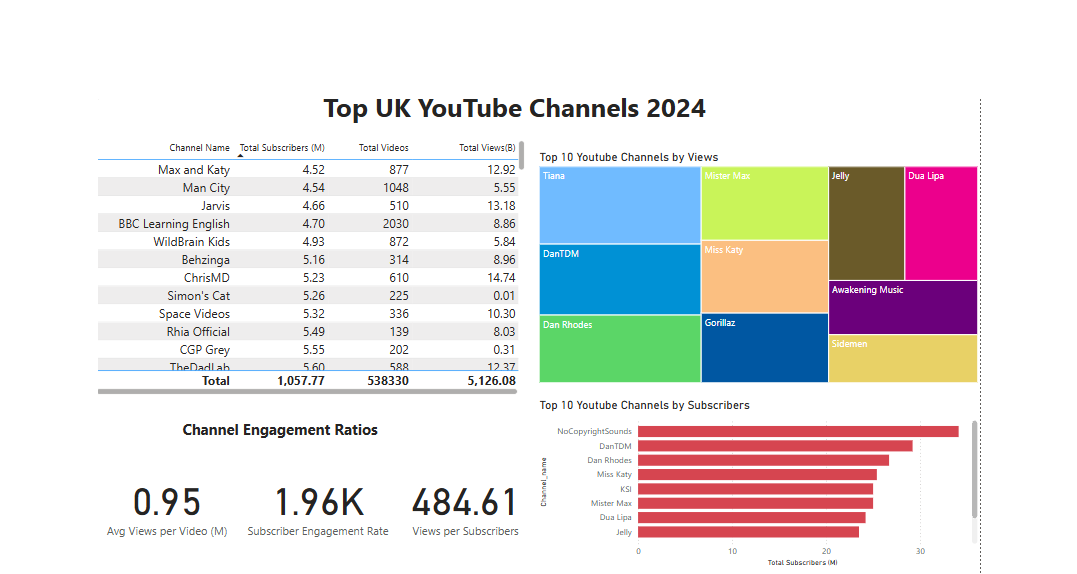 Top UK YouTube Channels 2024
Channel Name Total Subscribers (M) Total Videos Total Views(B)
Max and Katy 4.52 877 12.92
Man City 4.54 1048 5.55
Jarvis 4.66 510 13.18
BBC Learning English 4.70 2030 8.86
WildBrain Kids 4.93 872 5.84
Behzinga 5.16 314 8.96
ChrisMD 5.23 610 14.74
Simon's Cat 5.26 225 0.01
Space Videos 5.32 336 10.30
Rhia Official 5.49 139 8.03
CGP Grey 5.55 202 0.31
TheDadLab 5.60 588 12.37
Total 1,057.77 538330 5,126.08
Top 10 Youtube Channels by Views
Tiana
DanTDM
Dan Rhodes
Mister Max
Miss Katy
Gorillaz
Jelly
Dua Lipa
Awakening Music
Sidemen
Channel Engagement Ratios
0.95
Avg Views per Video (M)
1.96K
Subscriber Engagement Rate
484.61
Views per Subscribers
Top 10 Youtube Channels by Subscribers
Channel_name
NoCopyrightSounds
DanTDM
Dan Rhodes
Miss Katy
KSI
Mister Max
Dua Lipa
Jelly
0 10 20 30
Total Subscribers (M)